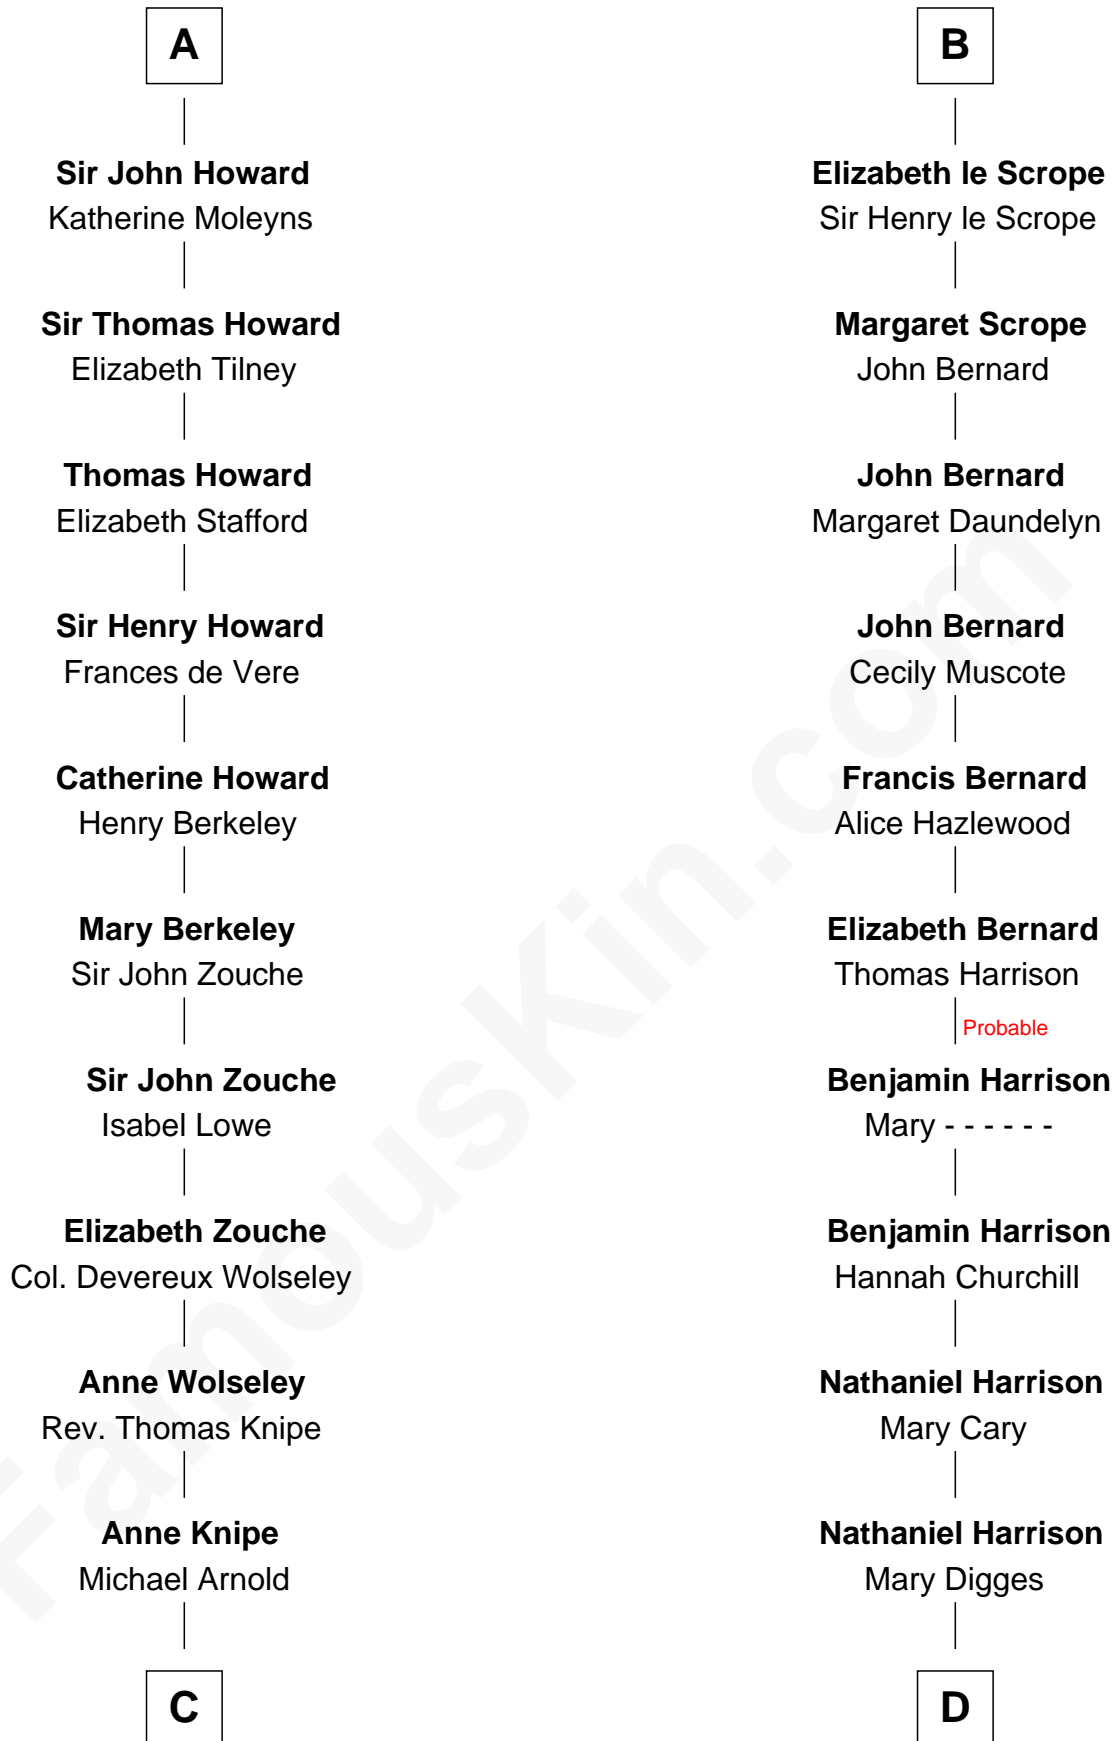 A
Sir John Howard
Katherine Moleyns
Sir Thomas Howard
Elizabeth Tilney
Thomas Howard
Elizabeth Stafford
Sir Henry Howard
Frances de Vere
Catherine Howard
Henry Berkeley
Mary Berkeley
Sir John Zouche
Sir John Zouche
Isabel Lowe
Elizabeth Zouche
Col. Devereux Wolseley
Anne Wolseley
Rev. Thomas Knipe
Anne Knipe
Michael Arnold
C
B
Elizabeth le Scrope
Sir Henry le Scrope
Margaret Scrope
John Bernard
John Bernard
Margaret Daundelyn
John Bernard
Cecily Muscote
Francis Bernard
Alice Hazlewood
Elizabeth Bernard
Thomas Harrison
Probable
Benjamin Harrison
Mary - - - - - -
Benjamin Harrison
Hannah Churchill
Nathaniel Harrison
Mary Cary
Nathaniel Harrison
Mary Digges
D
FamousKin.com